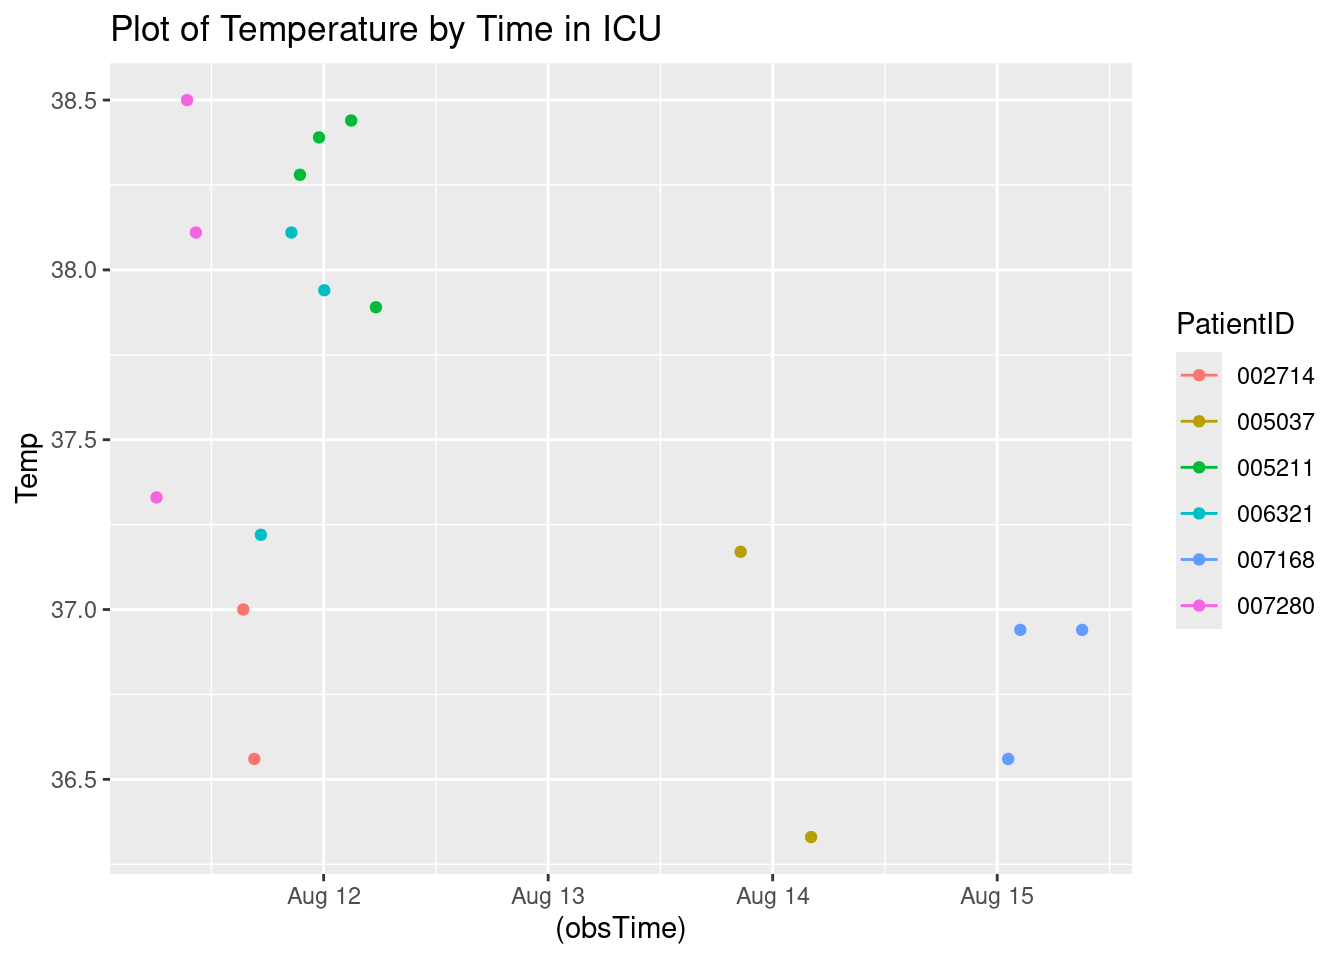 Plot of Temperature by Time in ICU
38.5
38.0
37.5
37.0
36.5
Temp
Aug 12 Aug 13 Aug 14 Aug 15
(obsTime)
PatientID
002714
005037
005211
006321
007168
007280